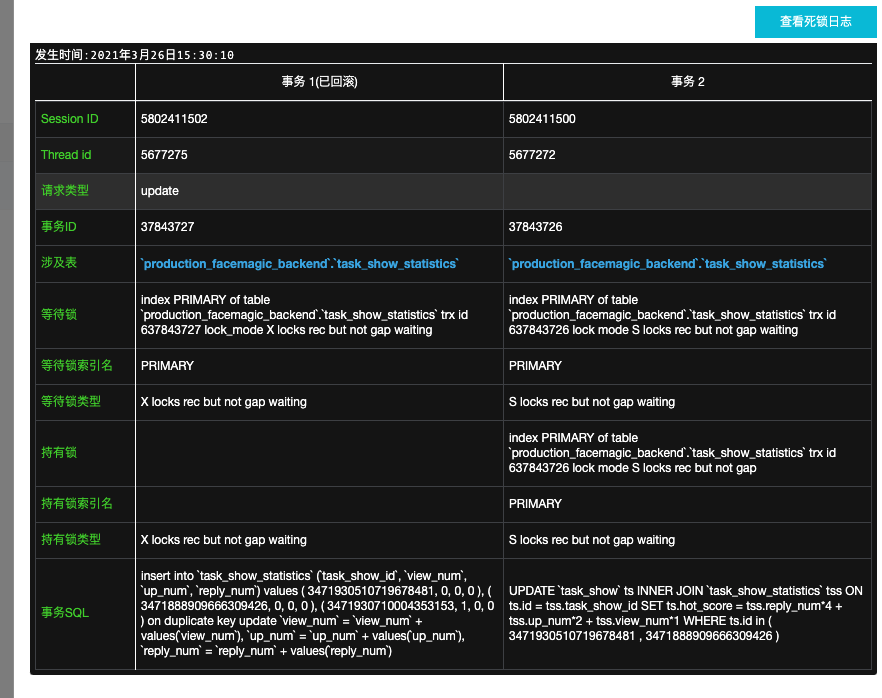 查看死锁日志
发生时间:2021年3月26日15:30:10
事务 1(已回滚)
事务 2
Session ID
5802411502
5802411500
Thread id
5677275
5677272
请求类型
update
事务ID
37843727
37843726
涉及表
`production_facemagic_backend`.`task_show_statistics`
`production_facemagic_backend`.`task_show_statistics`
等待锁
index PRIMARY of table
`production_facemagic_backend`.`task_show_statistics` trx id
637843727 lock_mode X locks rec but not gap waiting
index PRIMARY of table
`production_facemagic_backend`.`task_show_statistics` trx id
637843726 lock mode S locks rec but not gap waiting
等待锁索引名
PRIMARY
PRIMARY
等待锁类型
X locks rec but not gap waiting
S locks rec but not gap waiting
持有锁
index PRIMARY of table
`production_facemagic_backend`.`task_show_statistics` trx id
637843726 lock mode S locks rec but not gap
持有锁索引名
PRIMARY
持有锁类型
X locks rec but not gap waiting
S locks rec but not gap waiting
事务SQL
insert into `task_show_statistics` (`task_show_id`, `view_num`,
`up_num`, `reply_num`) values ( 3471930510719678481, 0, 0, 0 ), (
3471888909666309426, 0, 0, 0 ), ( 3471930710004353153, 1, 0, 0
) on duplicate key update `view_num` = `view_num` +
values(`view_num`), `up_num` = `up_num` + values(`up_num`),
`reply_num` = `reply_num` + values(`reply_num`)
UPDATE `task_show` ts INNER JOIN `task_show_statistics` tss ON
ts.id = tss.task_show_id SET ts.hot_score = tss.reply_num*4 +
tss.up_num*2 + tss.view_num*1 WHERE ts.id in (
3471930510719678481 , 3471888909666309426 )